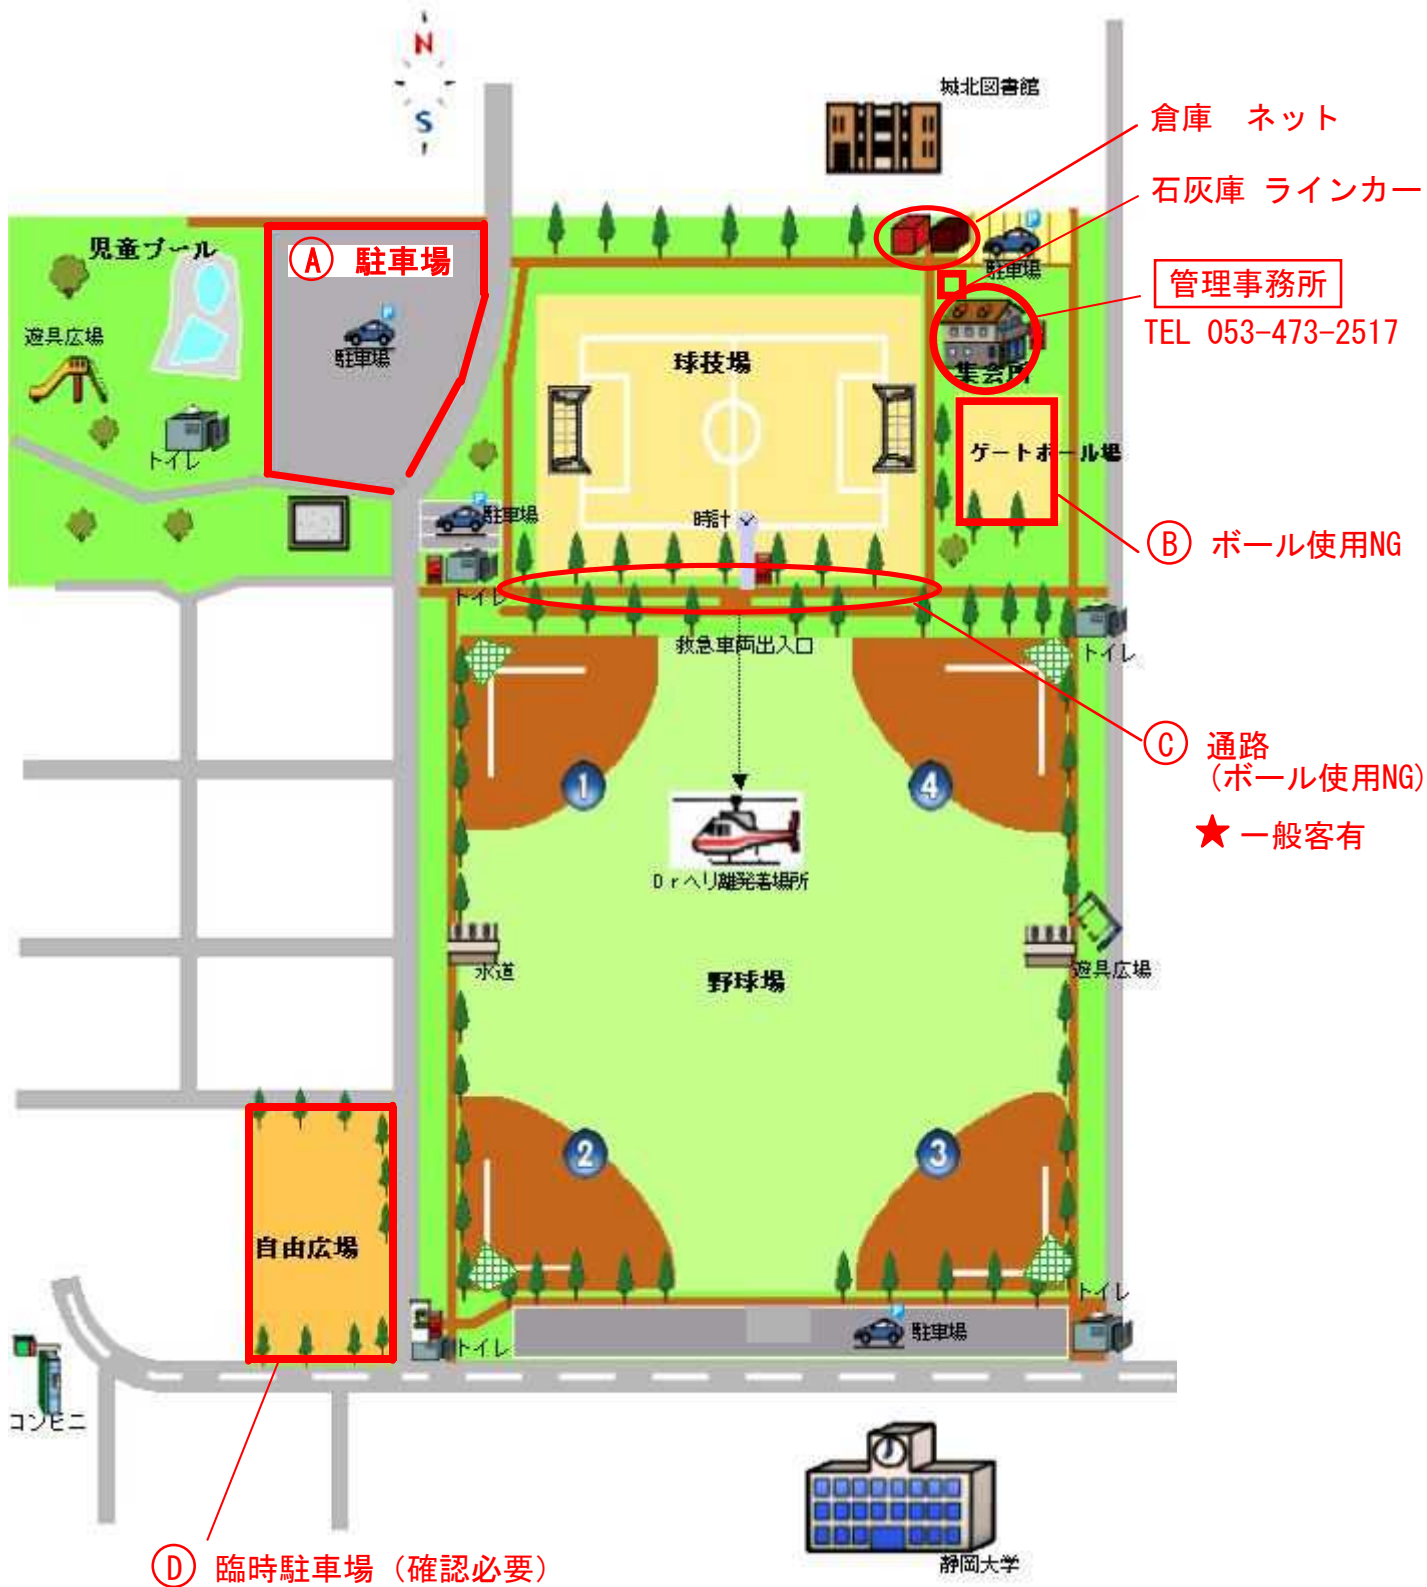 N
S
城北図書館
倉庫 ネット
石灰庫 ラインカー
児童プール
Ⓐ 駐車場
駐車場
管理事務所
TEL 053-473-2517
遊具広場
駐車場
球技場
集会所
トイレ
ゲートボール場
駐車場
時計
Ⓑ ボール使用NG
トイレ
救急車両出入口
トイレ
Ⓒ 通路
(ボール使用NG)
★ 一般客有
1
4
Drヘリ離発着場所
水道
野球場
遊具広場
2
3
自由広場
トイレ
駐車場
トイレ
コンビニ
静岡大学
Ⓓ 臨時駐車場 (確認必要)